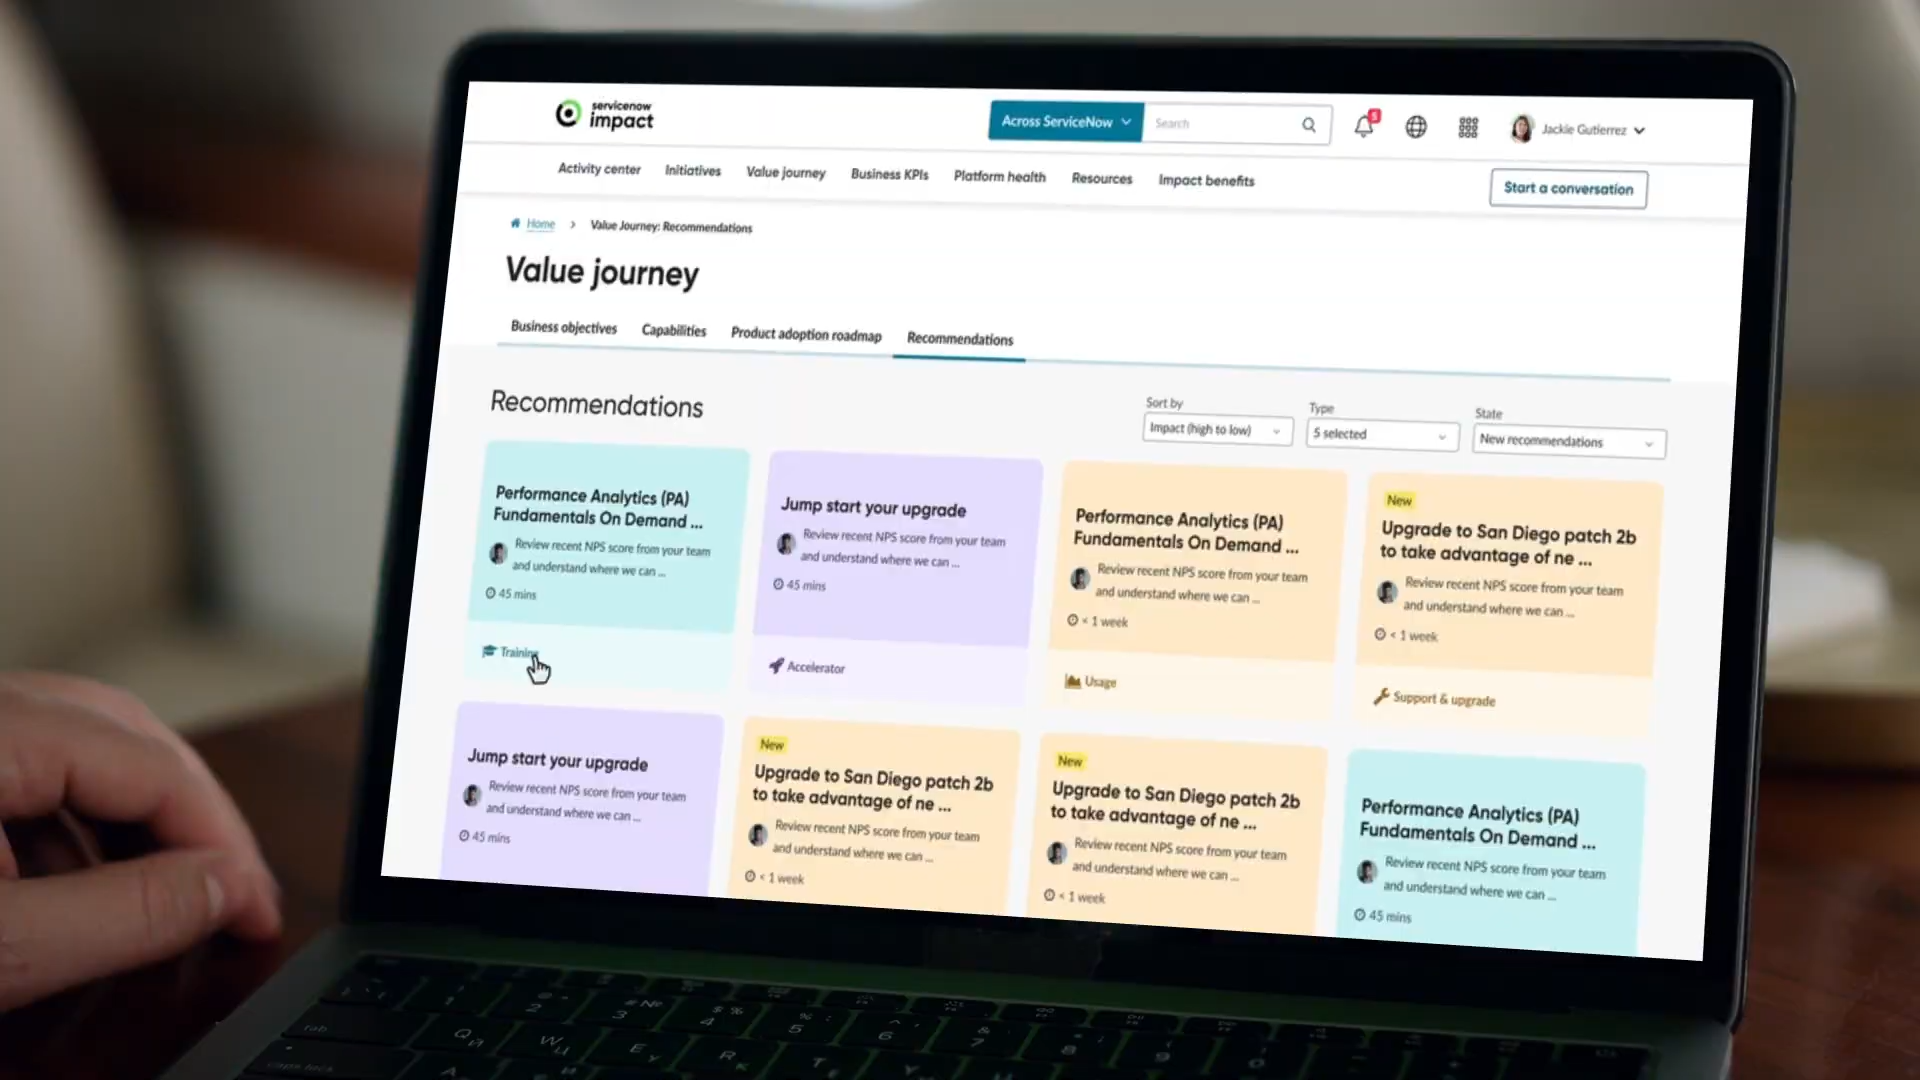 servicenow
impact
Across ServiceNow
Search
5
Jackie Gutierrez
Activity center
Initiatives
Value journey
Business KPIs
Platform health
Resources
Impact benefits
Start a conversation
Home
Value Journey: Recommendations
Value journey
Business objectives
Capabilities
Product adoption roadmap
Recommendations
Recommendations
Sort by
Impact (high to low)
Type
5 selected
State
New recommendations
Performance Analytics (PA)
Fundamentals On Demand ...
Review recent NPS score from your team
and understand where we can ...
45 mins
Training
Jump start your upgrade
Review recent NPS score from your team
and understand where we can ...
45 mins
Accelerator
Performance Analytics (PA)
Fundamentals On Demand ...
Review recent NPS score from your team
and understand where we can ...
< 1 week
Usage
New
Upgrade to San Diego patch 2b
to take advantage of ne ...
Review recent NPS score from your team
and understand where we can ...
< 1 week
Support & upgrade
Jump start your upgrade
Review recent NPS score from your team
and understand where we can ...
45 mins
New
Upgrade to San Diego patch 2b
to take advantage of ne ...
Review recent NPS score from your team
and understand where we can ...
< 1 week
New
Upgrade to San Diego patch 2b
to take advantage of ne ...
Review recent NPS score from your team
and understand where we can ...
< 1 week
Performance Analytics (PA)
Fundamentals On Demand ...
Review recent NPS score from your team
and understand where we can ...
45 mins